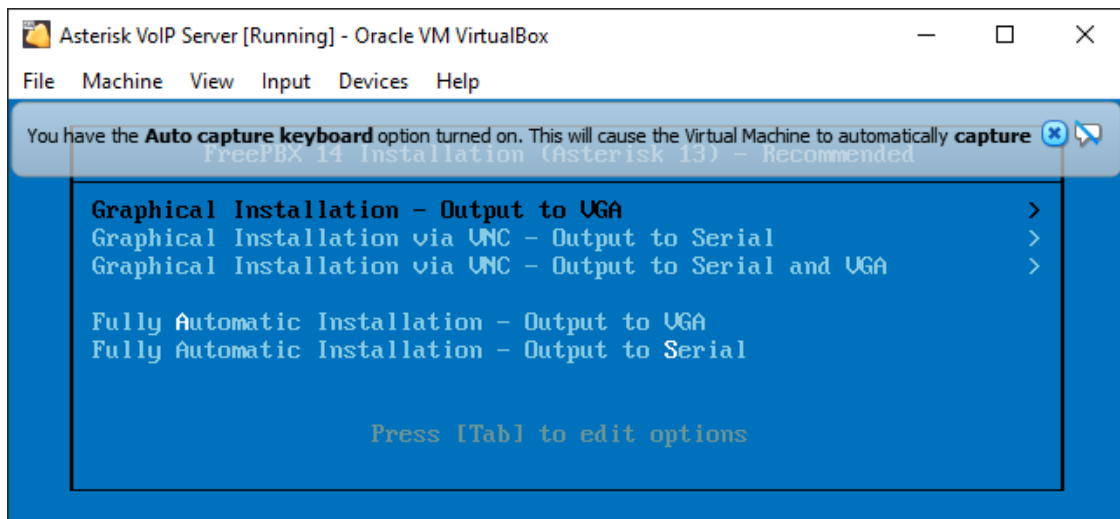 Asterisk VoIP Server [Running] - Oracle VM VirtualBox
File Machine View Input Devices Help
You have the Auto capture keyboard option turned on. This will cause the Virtual Machine to automatically capture
FreePBX 14 Installation (Asterisk 13) - Recommended
Graphical Installation - Output to VGA >
Graphical Installation via VNC - Output to Serial >
Graphical Installation via VNC - Output to Serial and VGA >
Fully Automatic Installation - Output to VGA
Fully Automatic Installation - Output to Serial
Press [Tab] to edit options